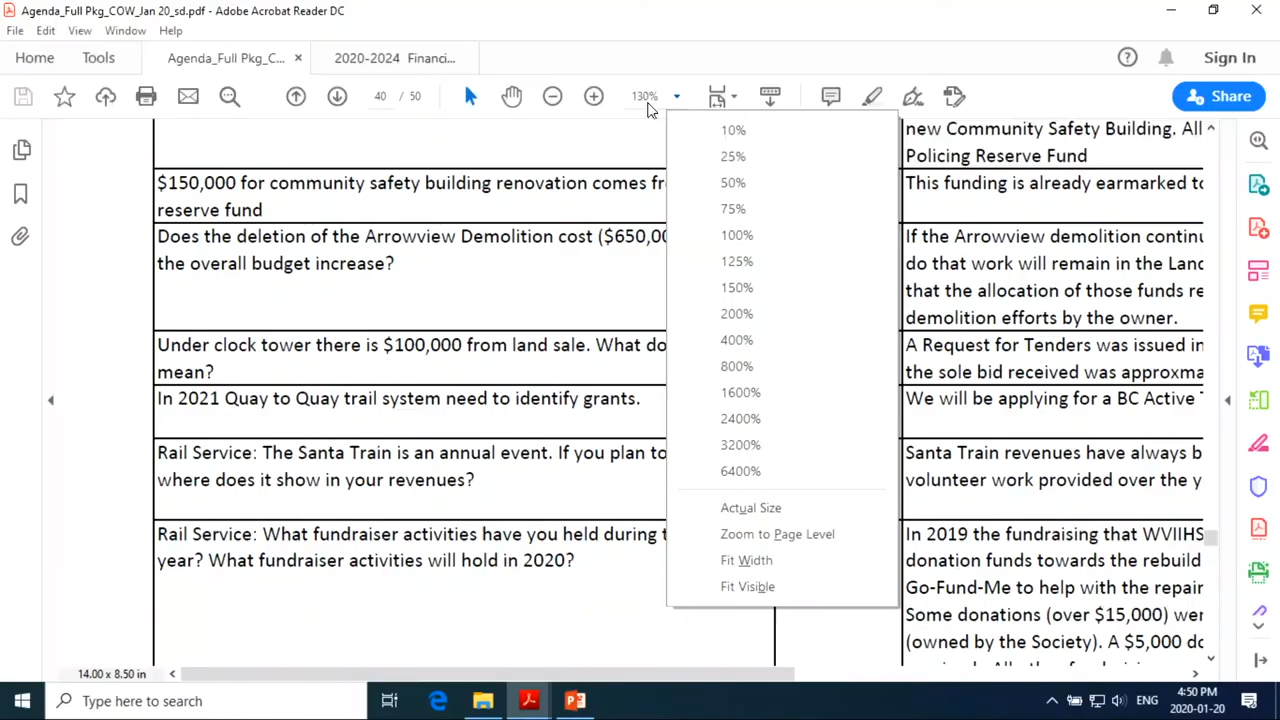 Agenda_Full Pkg_COW_Jan 20_sd.pdf - Adobe Acrobat Reader DC
File Edit View Window Help
Home Tools Agenda_Full Pkg_C... × 2020-2024 Financi... Sign In
40 / 50 130% Share
10%
25%
50%
75%
100%
125%
150%
200%
400%
800%
1600%
2400%
3200%
6400%
Actual Size
Zoom to Page Level
Fit Width
Fit Visible
$150,000 for community safety building renovation comes fr
reserve fund
Does the deletion of the Arrowview Demolition cost ($650,00
the overall budget increase?
Under clock tower there is $100,000 from land sale. What do
mean?
In 2021 Quay to Quay trail system need to identify grants.
Rail Service: The Santa Train is an annual event. If you plan to
where does it show in your revenues?
Rail Service: What fundraiser activities have you held during t
year? What fundraiser activities will hold in 2020?
new Community Safety Building. All
Policing Reserve Fund
This funding is already earmarked to
If the Arrowview demolition continu
do that work will remain in the Land
that the allocation of those funds re
demolition efforts by the owner.
A Request for Tenders was issued in
the sole bid received was approxma
We will be applying for a BC Active T
Santa Train revenues have always b
volunteer work provided over the y
In 2019 the fundraising that WVIIHS
donation funds towards the rebuild
Go-Fund-Me to help with the repair
Some donations (over $15,000) wer
(owned by the Society). A $5,000 do
14.00 x 8.50 in
Type here to search
ENG
4:50 PM
2020-01-20